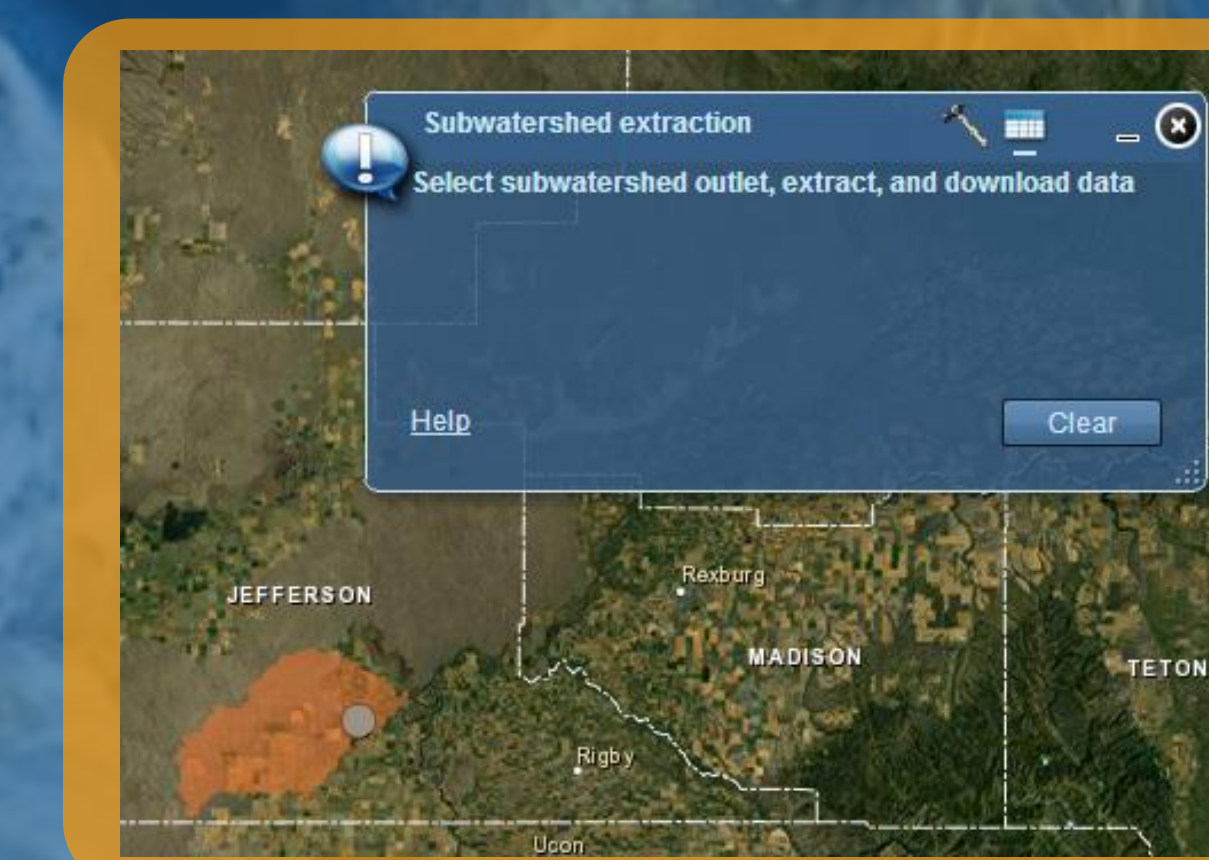 Subwatershed extraction
Select subwatershed outlet, extract, and download data
Help
Clear
Rexburg
JEFFERSON
MADISON
TETON
Rigby
Ucon